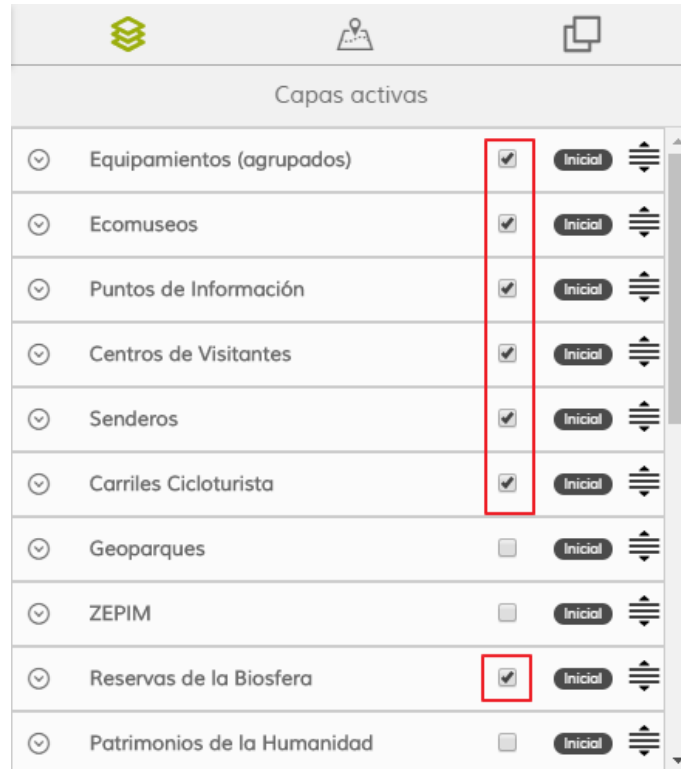 Capas activas
Equipamientos (agrupados) Inicial
Ecomuseos Inicial
Puntos de Información Inicial
Centros de Visitantes Inicial
Senderos Inicial
Carriles Cicloturista Inicial
Geoparques Inicial
ZEPIM Inicial
Reservas de la Biosfera Inicial
Patrimonios de la Humanidad Inicial